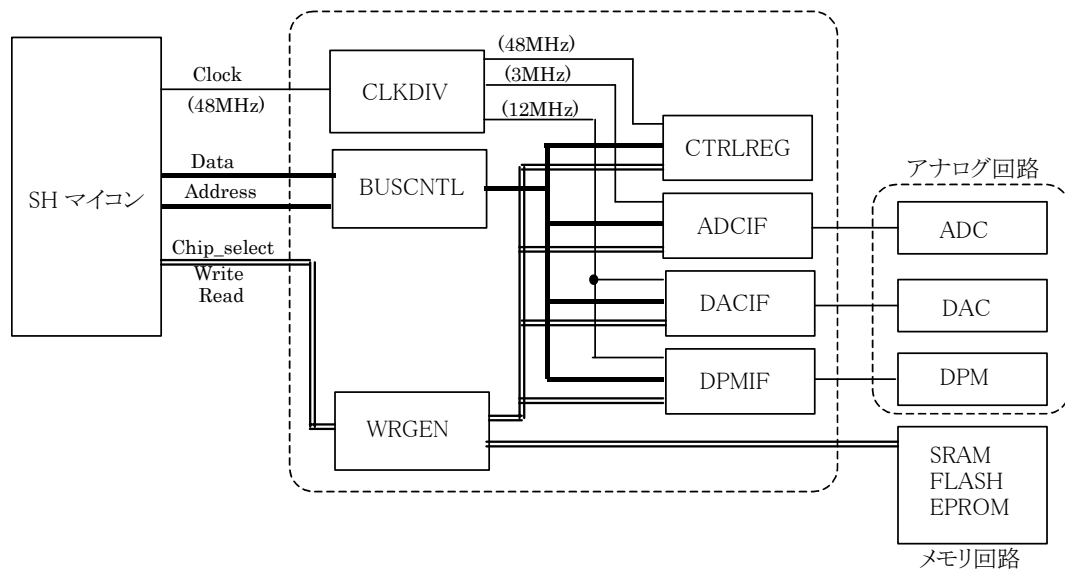 SH マイコン
Clock
(48MHz)
Data
Address
Chip_select
Write
Read
CLKDIV
BUSCNTL
WRGEN
(48MHz)
(3MHz)
(12MHz)
CTRLREG
ADCIF
DACIF
DPMIF
アナログ回路
ADC
DAC
DPM
SRAM
FLASH
EPROM
メモリ回路